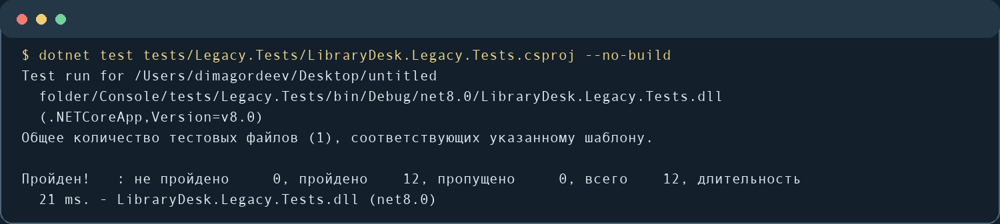 $ dotnet test tests/Legacy.Tests/LibraryDesk.Legacy.Tests.csproj --no-build
Test run for /Users/dimagordeev/Desktop/untitled
folder/Console/tests/Legacy.Tests/bin/Debug/net8.0/LibraryDesk.Legacy.Tests.dll
(.NETCoreApp,Version=v8.0)
Общее количество тестовых файлов (1), соответствующих указанному шаблону.
Пройден!   : не пройдено     0, пройдено    12, пропущено     0, всего    12, длительность
21 ms. - LibraryDesk.Legacy.Tests.dll (net8.0)